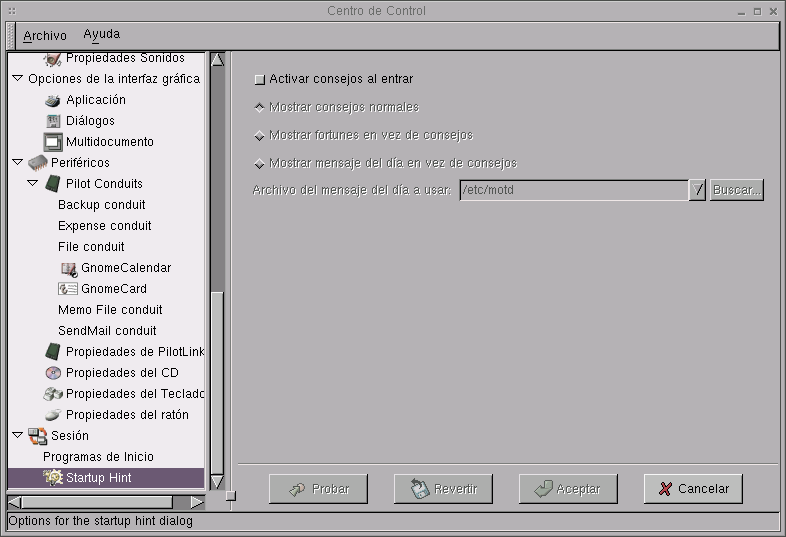 Centro de Control
Archivo Ayuda
Propiedades Sonidos
Opciones de la interfaz gráfica
Aplicación
Diálogos
Multidocumento
Periféricos
Pilot Conduits
Backup conduit
Expense conduit
File conduit
GnomeCalendar
GnomeCard
Memo File conduit
SendMail conduit
Propiedades de PilotLink
Propiedades del CD
Propiedades del Teclado
Propiedades del ratón
Sesión
Programas de Inicio
Startup Hint
Activar consejos al entrar
Mostrar consejos normales
Mostrar fortunes en vez de consejos
Mostrar mensaje del día en vez de consejos
Archivo del mensaje del día a usar: /etc/motd Buscar...
Probar Revertir Aceptar Cancelar
Options for the startup hint dialog